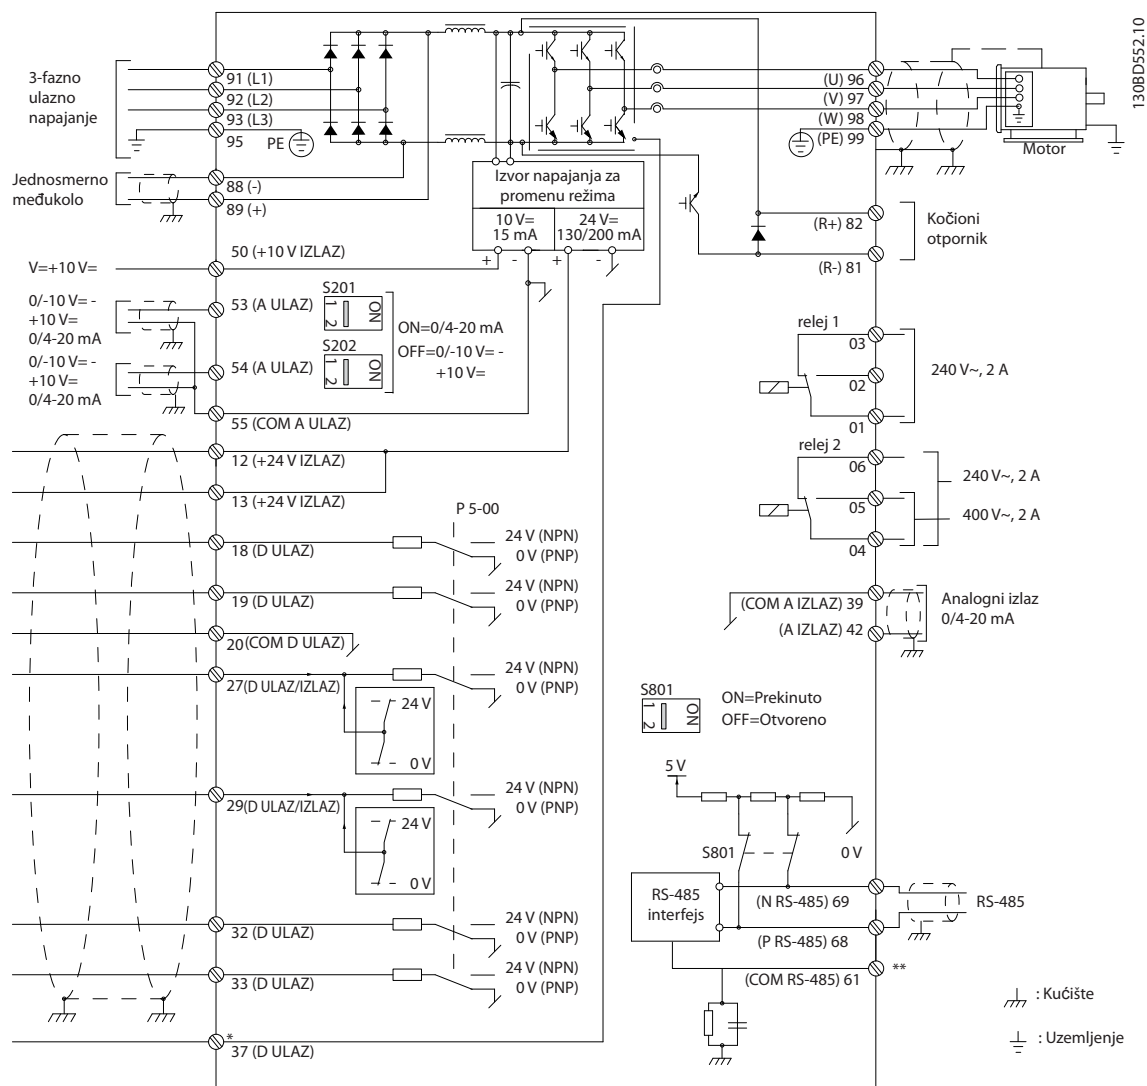 130BD552.10
3-fazno
ulazno
napajanje
91 (L1)
92 (L2)
93 (L3)
95
PE
Jednosmerno
međukolo
88 (-)
89 (+)
50 (+10 V IZLAZ)
V=+10 V=
0/-10 V= -
+10 V=
0/4-20 mA
0/-10 V= -
+10 V=
0/4-20 mA
53 (A ULAZ)
S201
1
2
ON
54 (A ULAZ)
S202
1
2
ON
ON=0/4-20 mA
OFF=0/-10 V= -
+10 V=
55 (COM A ULAZ)
12 (+24 V IZLAZ)
13 (+24 V IZLAZ)
Izvor napajanja za
promenu režima
10 V=
15 mA
24 V=
130/200 mA
+
-
+
-
P 5-00
18 (D ULAZ)
24 V (NPN)
0 V (PNP)
19 (D ULAZ)
24 V (NPN)
0 V (PNP)
20 (COM D ULAZ)
27 (D ULAZ/IZLAZ)
24 V (NPN)
0 V (PNP)
24 V
0 V
29 (D ULAZ/IZLAZ)
24 V (NPN)
0 V (PNP)
24 V
0 V
32 (D ULAZ)
24 V (NPN)
0 V (PNP)
33 (D ULAZ)
24 V (NPN)
0 V (PNP)
*
37 (D ULAZ)
(U) 96
(V) 97
(W) 98
(PE) 99
Motor
(R+) 82
(R-) 81
Kočioni
otpornik
relej 1
03
02
01
240 V~, 2 A
relej 2
06
05
04
240 V~, 2 A
400 V~, 2 A
(COM A IZLAZ) 39
(A IZLAZ) 42
Analogni izlaz
0/4-20 mA
S801
1
2
ON
ON=Prekinuto
OFF=Otvoreno
5 V
S801
0 V
RS-485
interfejs
(N RS-485) 69
(P RS-485) 68
(COM RS-485) 61
**
RS-485
: Kućište
: Uzemljenje